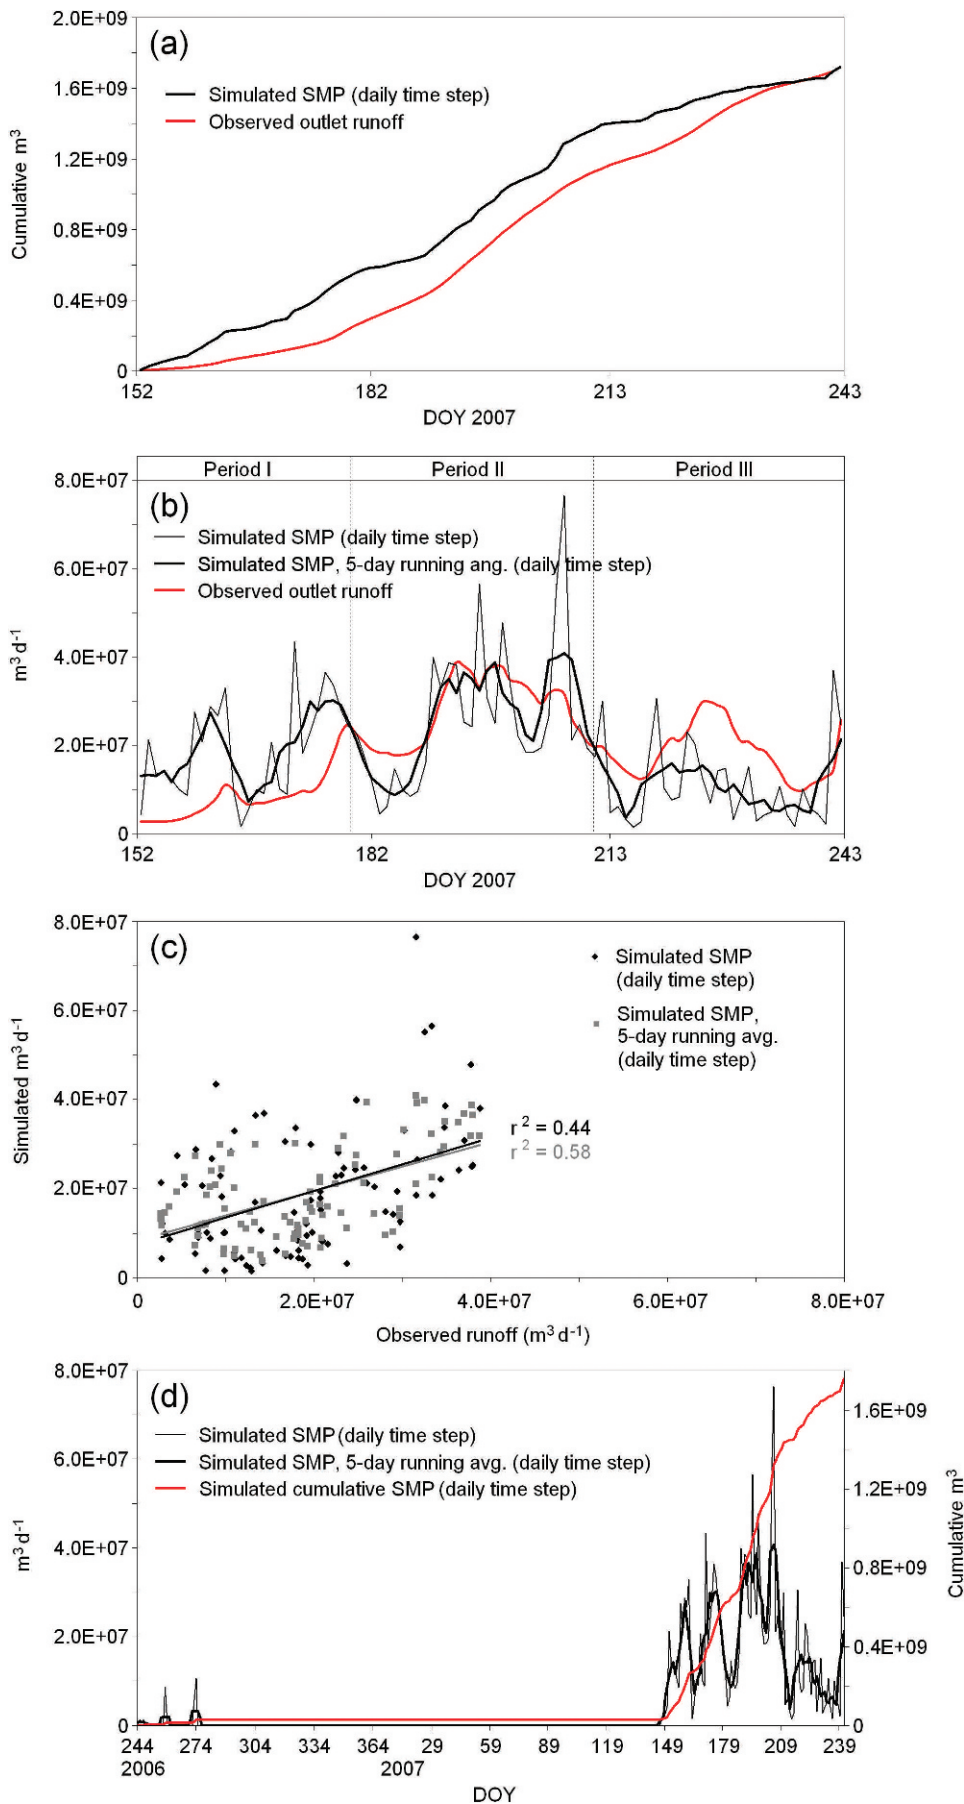 (a)
2.0E+09
1.6E+09
1.2E+09
0.8E+09
0.4E+09
0
Cumulative m³
Simulated SMP (daily time step)
Observed outlet runoff
152 182 213 243
DOY 2007
Period I Period II Period III
(b)
8.0E+07
6.0E+07
4.0E+07
2.0E+07
0
m³ d⁻¹
Simulated SMP (daily time step)
Simulated SMP, 5-day running ang. (daily time step)
Observed outlet runoff
152 182 213 243
DOY 2007
(c)
8.0E+07
6.0E+07
4.0E+07
2.0E+07
0
Simulated m³ d⁻¹
Simulated SMP
(daily time step)
Simulated SMP,
5-day running avg.
(daily time step)
r² = 0.44
r² = 0.58
0 2.0E+07 4.0E+07 6.0E+07 8.0E+07
Observed runoff (m³ d⁻¹)
(d)
8.0E+07
6.0E+07
4.0E+07
2.0E+07
0
m³ d⁻¹
Simulated SMP (daily time step)
Simulated SMP, 5-day running avg. (daily time step)
Simulated cumulative SMP (daily time step)
1.6E+09
1.2E+09
0.8E+09
0.4E+09
0
Cumulative m³
244 274 304 334 364 29 59 89 119 149 179 209 239
2006 2007
DOY